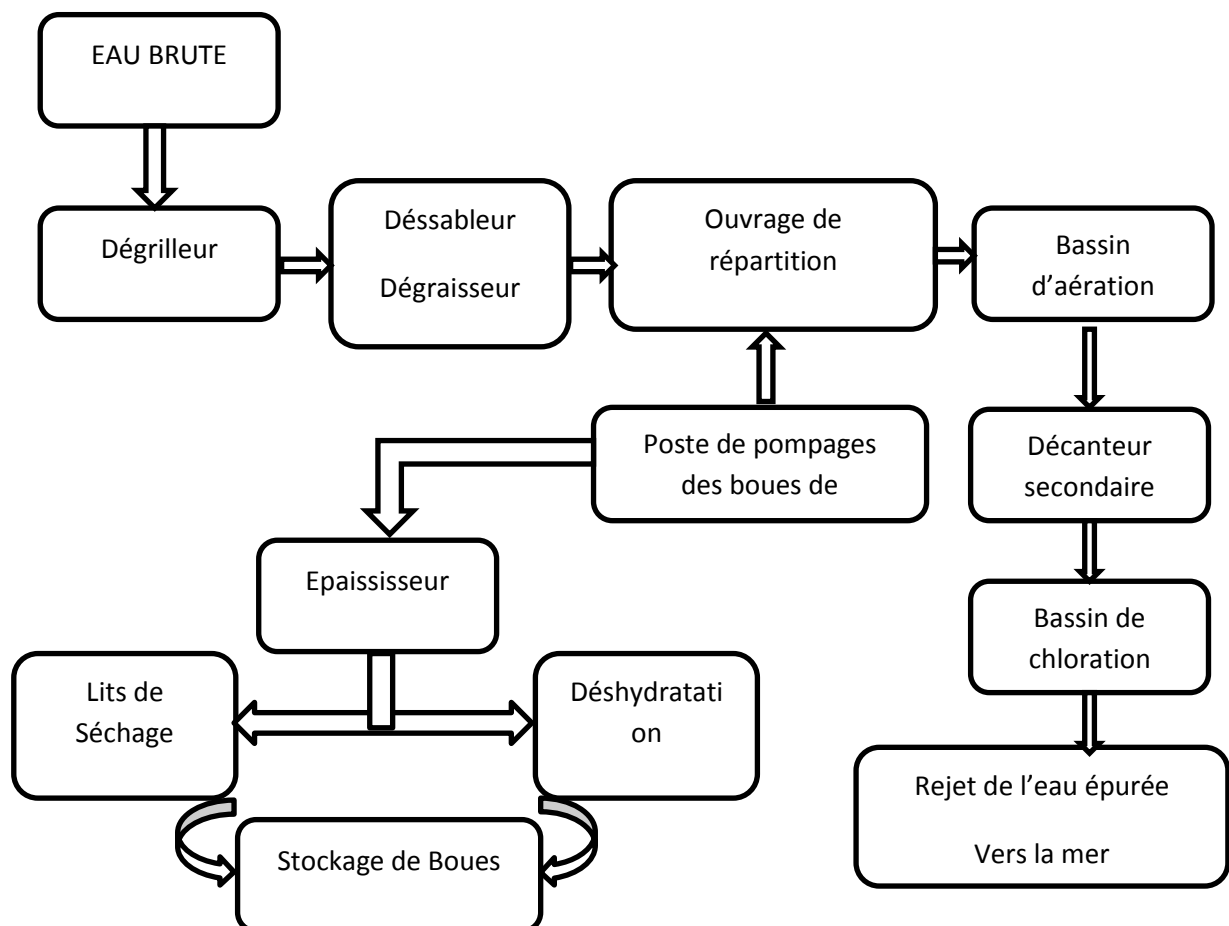 EAU BRUTE
Dégrilleur
Déssableur
Dégraisseur
Ouvrage de
répartition
Bassin
d’aération
Poste de pompages
des boues de
Décanteur
secondaire
Epaississeur
Bassin de
chloration
Lits de
Séchage
Déshydratati
on
Rejet de l’eau épurée
Vers la mer
Stockage de Boues